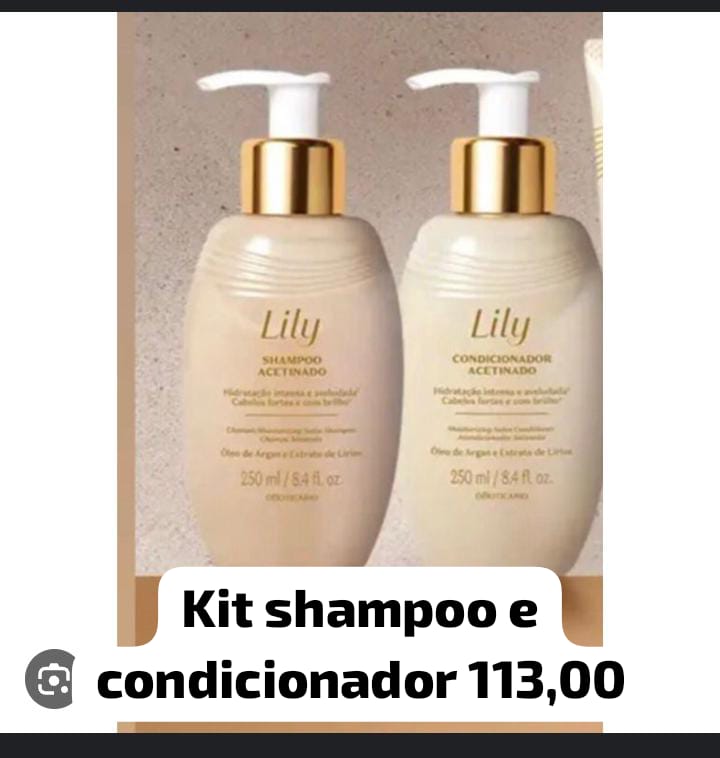 Lily
SHAMPOO
ACETINADO
Hidratação intensa e aveludada
Cabelos fortes e com brilho
Óleo de Argan e Extrato de Lírios
250 ml / 8.4 fl. oz.
OBOTICÁRIO
Lily
CONDICIONADOR
ACETINADO
Hidratação intensa e aveludada
Cabelos fortes e com brilho
Óleo de Argan e Extrato de Lírios
250 ml / 8.4 fl. oz.
OBOTICÁRIO
Kit shampoo e
condicionador 113,00